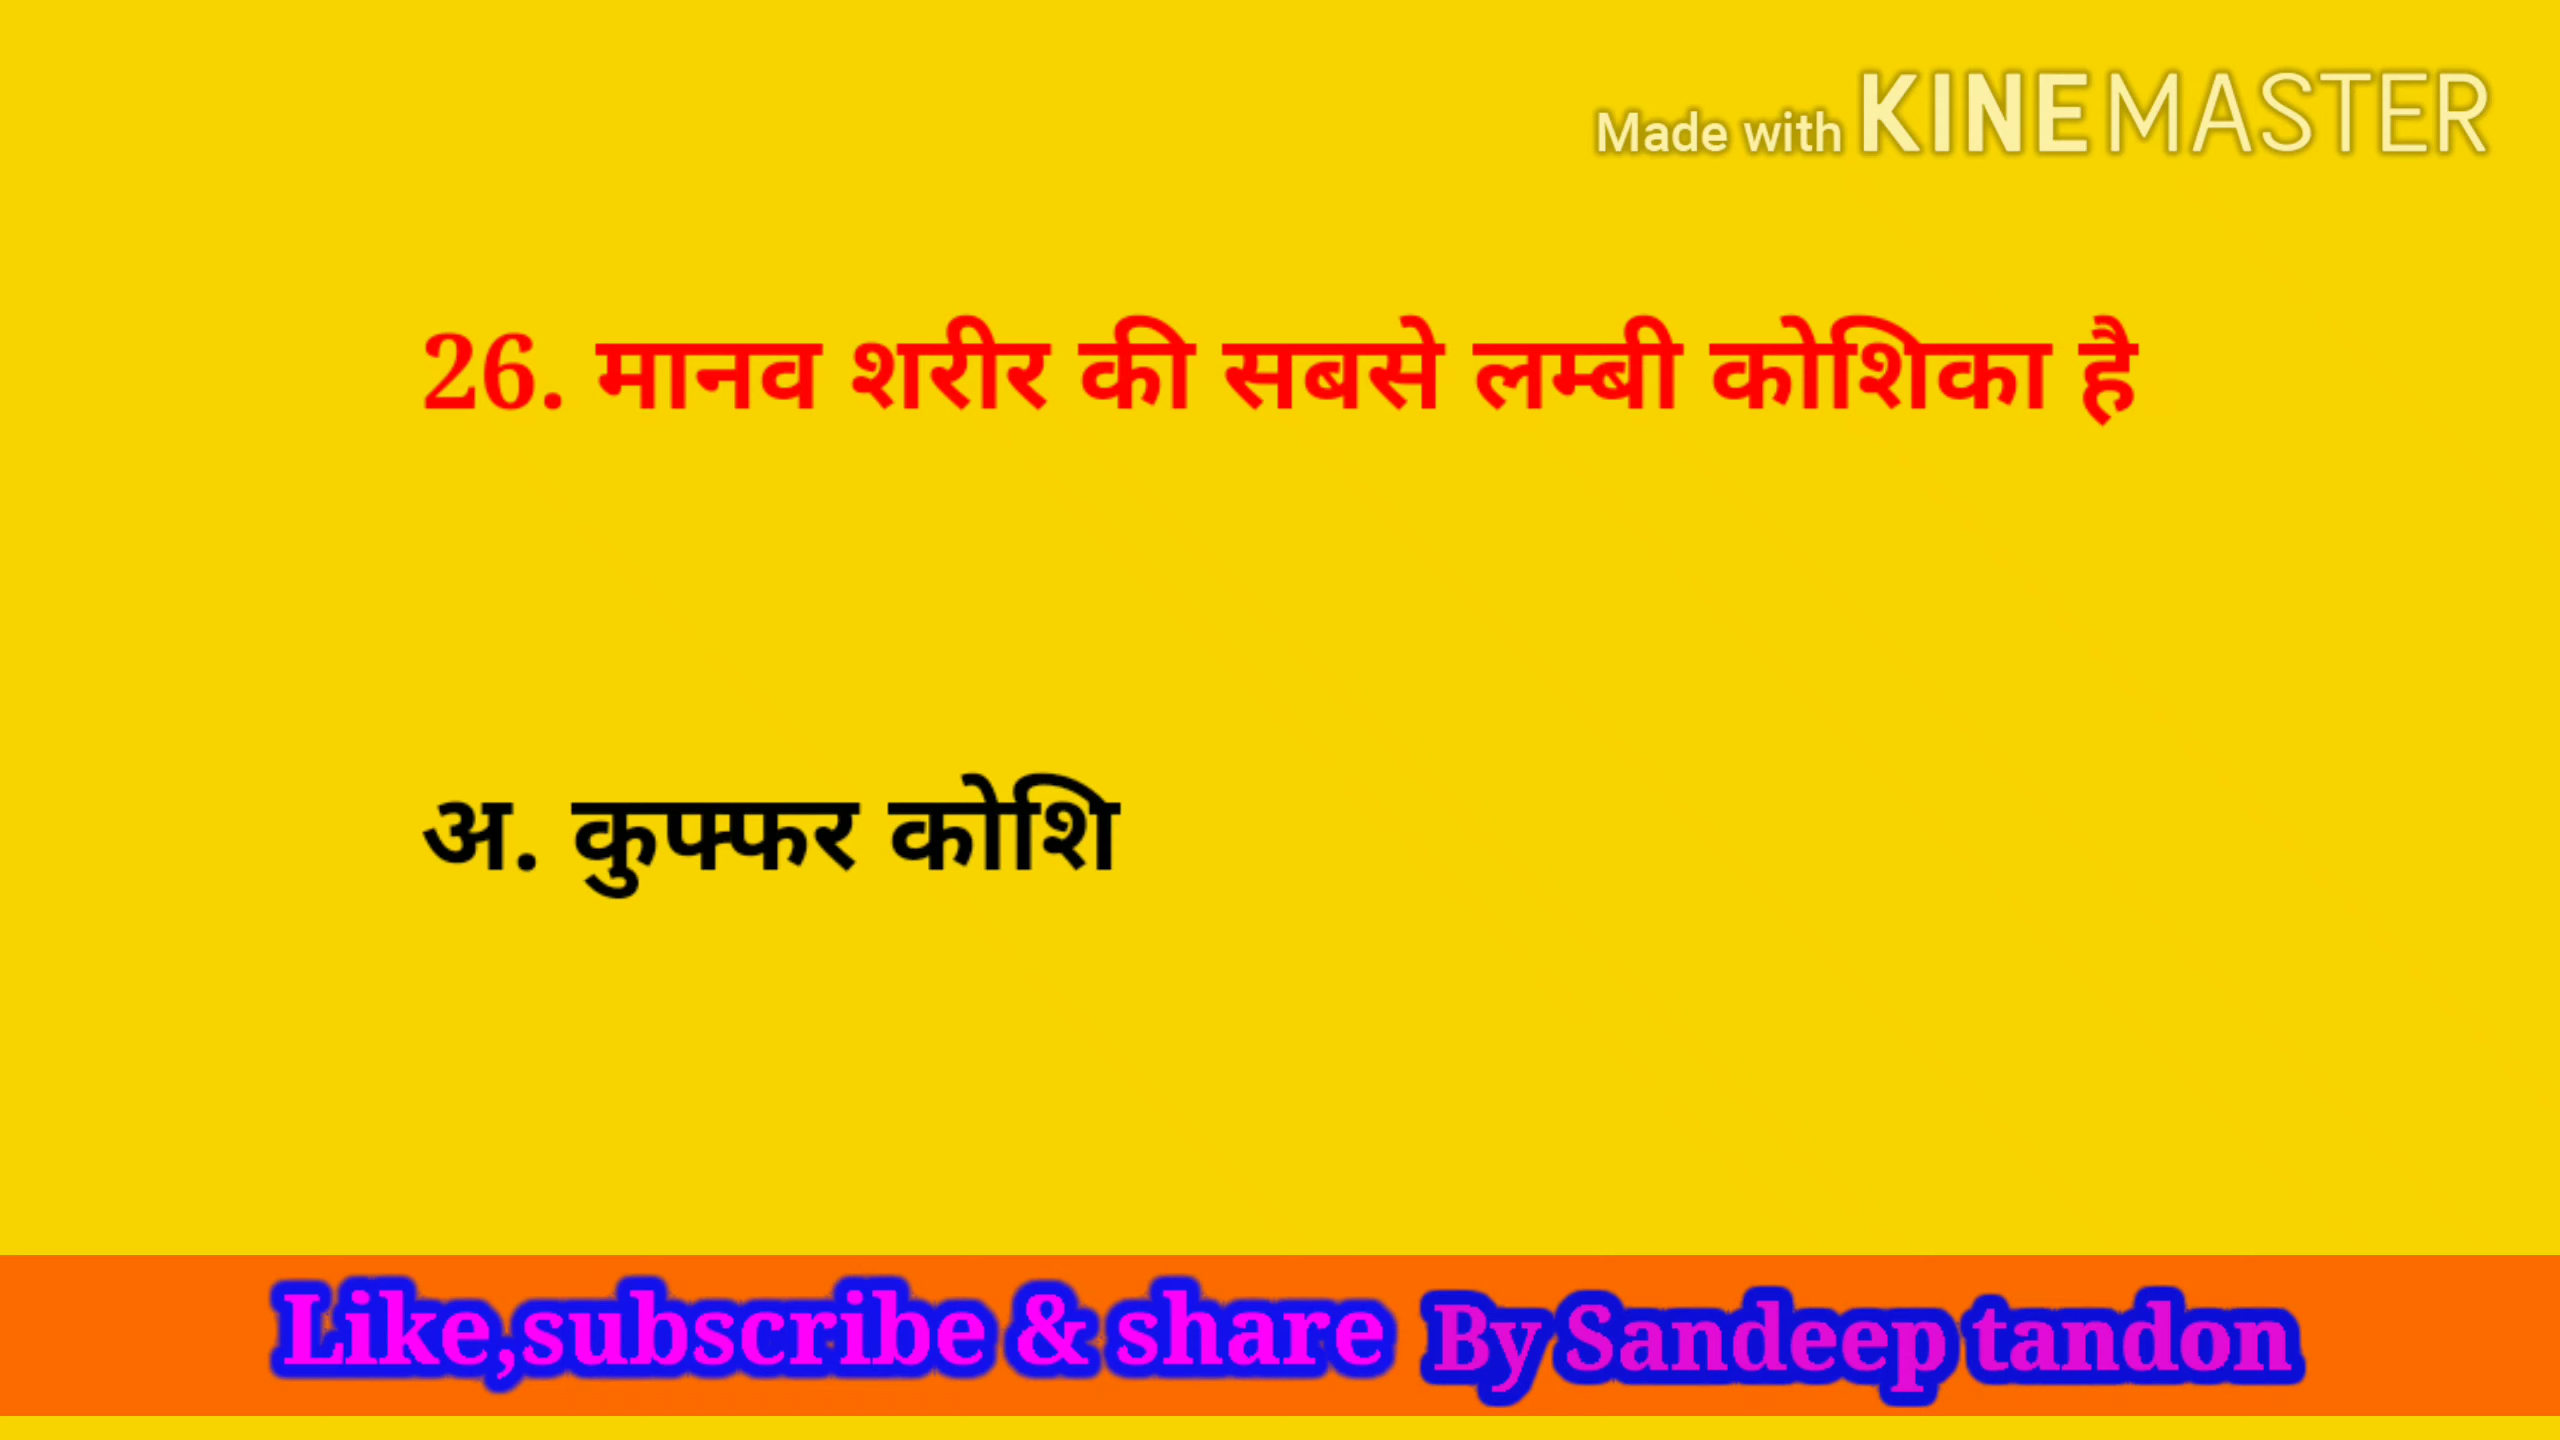 Made with KINEMASTER
26. मानव शरीर की सबसे लम्बी कोशिका है
अ. कुफ्फर कोशि
Like,subscribe & share By Sandeep tandon